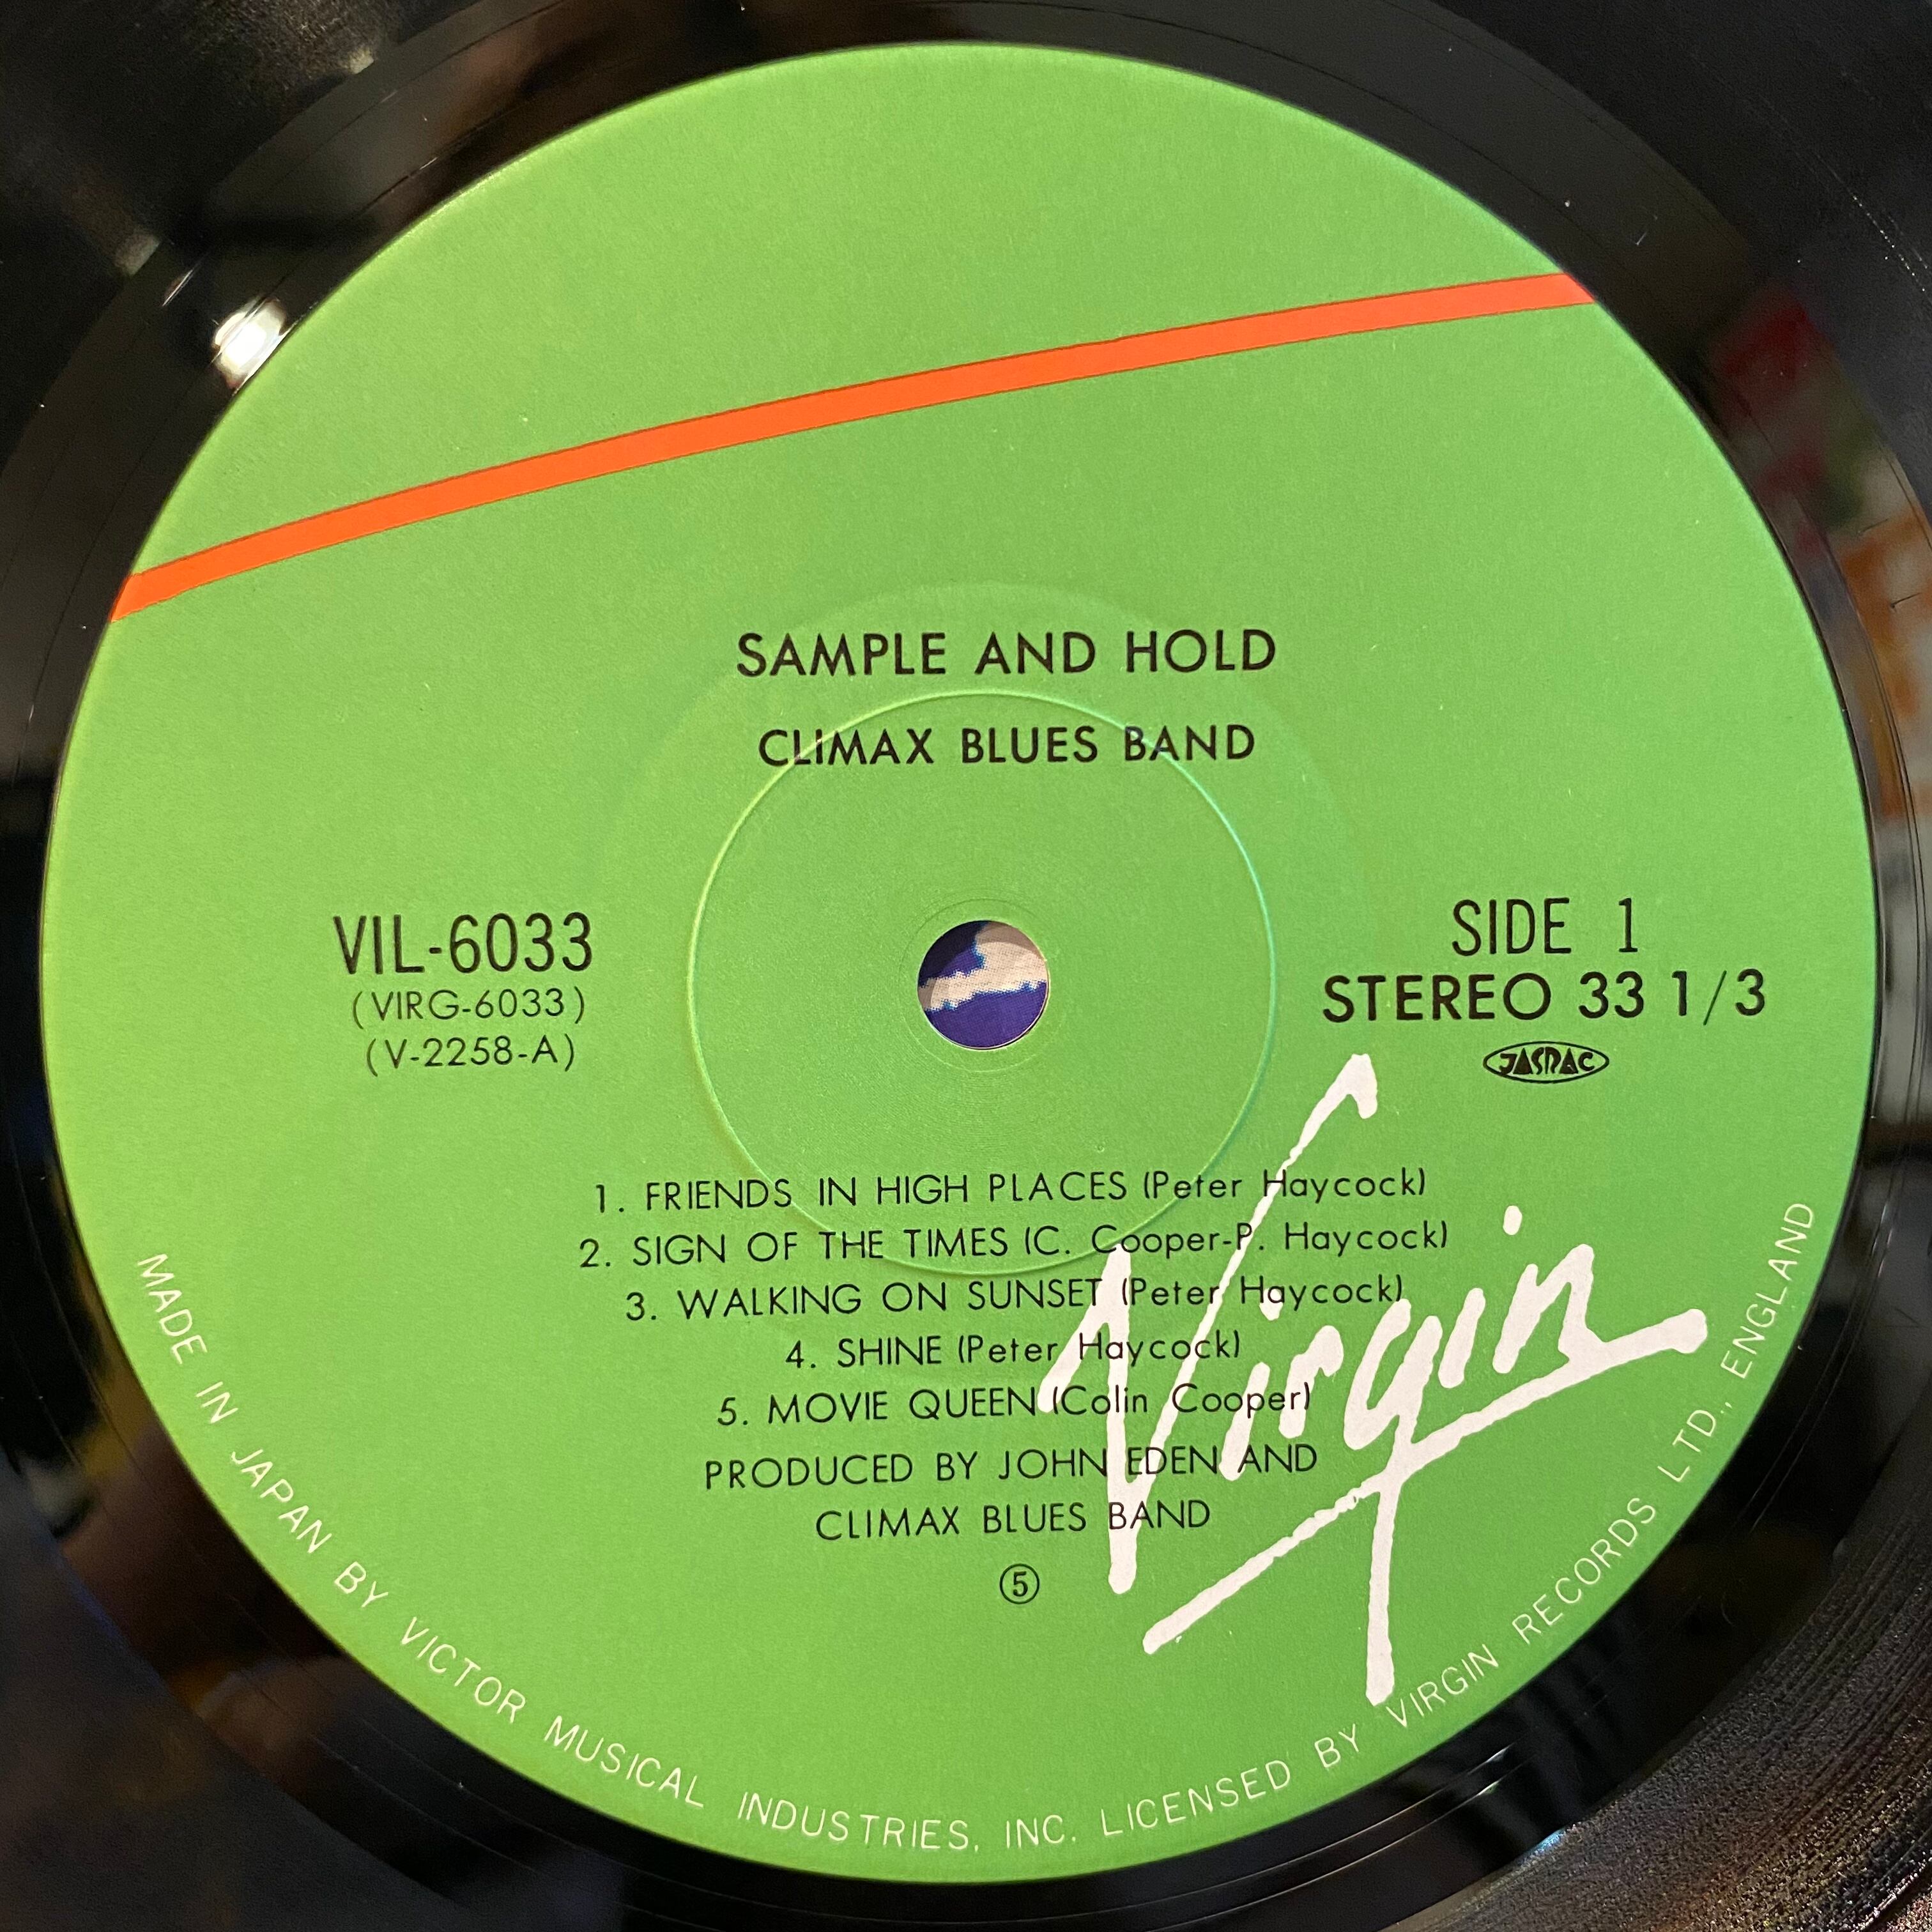 SAMPLE AND HOLD
CLIMAX BLUES BAND
VIL-6033
(VIRG-6033)
(V-2258-A)
SIDE 1
STEREO 33 1/3
JASRAC
1. FRIENDS IN HIGH PLACES (Peter Haycock)
2. SIGN OF THE TIMES (C. Cooper-P. Haycock)
3. WALKING ON SUNSET (Peter Haycock)
4. SHINE (Peter Haycock)
5. MOVIE QUEEN (Colin Cooper)
PRODUCED BY JOHN EDEN AND
CLIMAX BLUES BAND
⑤
Virgin
MADE IN JAPAN BY VICTOR MUSICAL INDUSTRIES, INC. LICENSED BY VIRGIN RECORDS LTD., ENGLAND